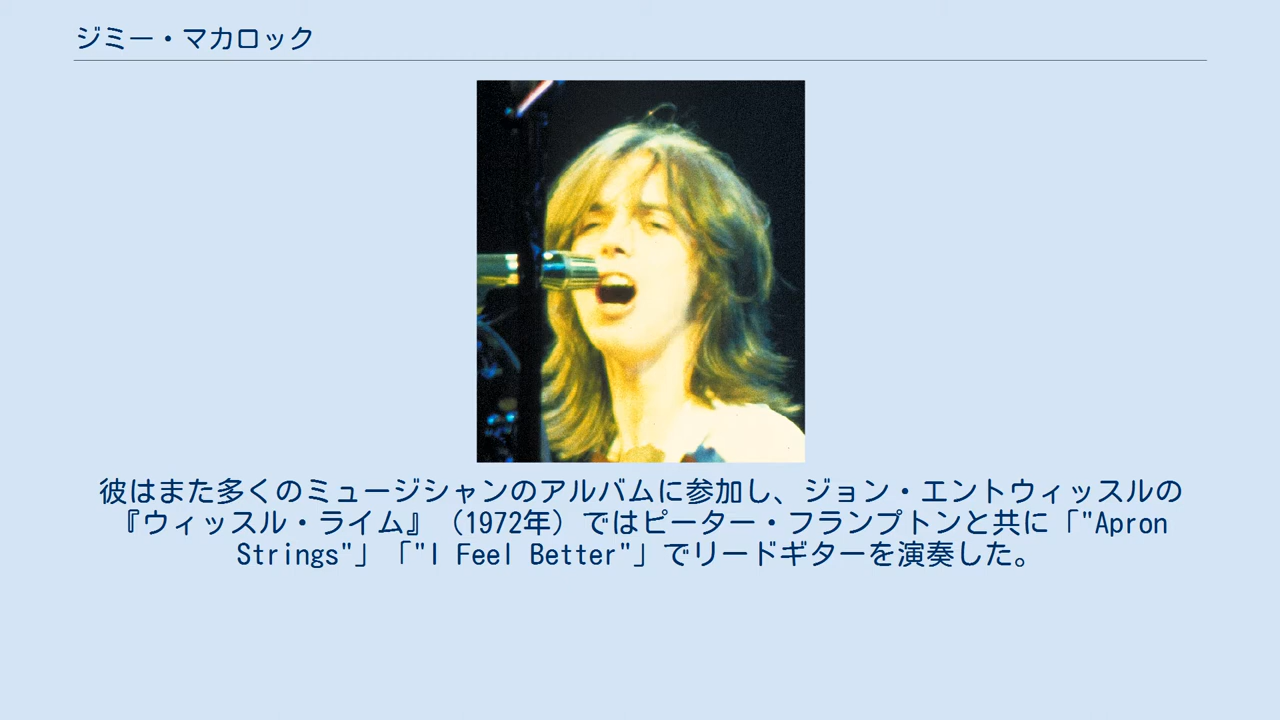 ジミー・マカロック
彼はまた多くのミュージシャンのアルバムに参加し、ジョン・エントウィッスルの
『ウィッスル・ライム』（1972年）ではピーター・フランプトンと共に「"Apron
Strings"」「"I Feel Better"」でリードギターを演奏した。